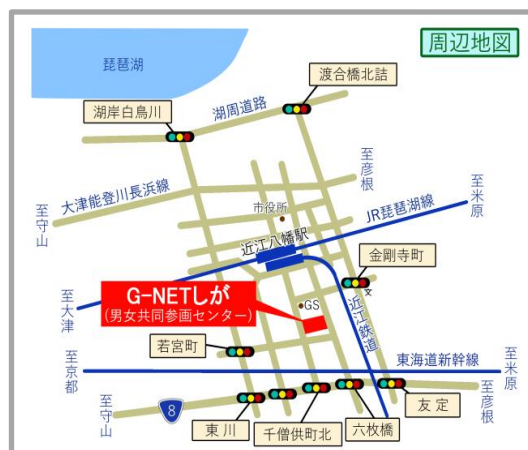 周辺地図
琵琶湖
渡合橋北詰
湖岸白鳥川
湖周道路
至彦根
至米原
大津能登川長浜線
至守山
市役所
JR琵琶湖線
近江八幡駅
金剛寺町
至大津
G-NETしが
(男女共同参画センター)
GS
近江鉄道
若宮町
東海道新幹線
至京都
至米原
至守山
8
東川
千僧供町北
六枚橋
友定
至彦根